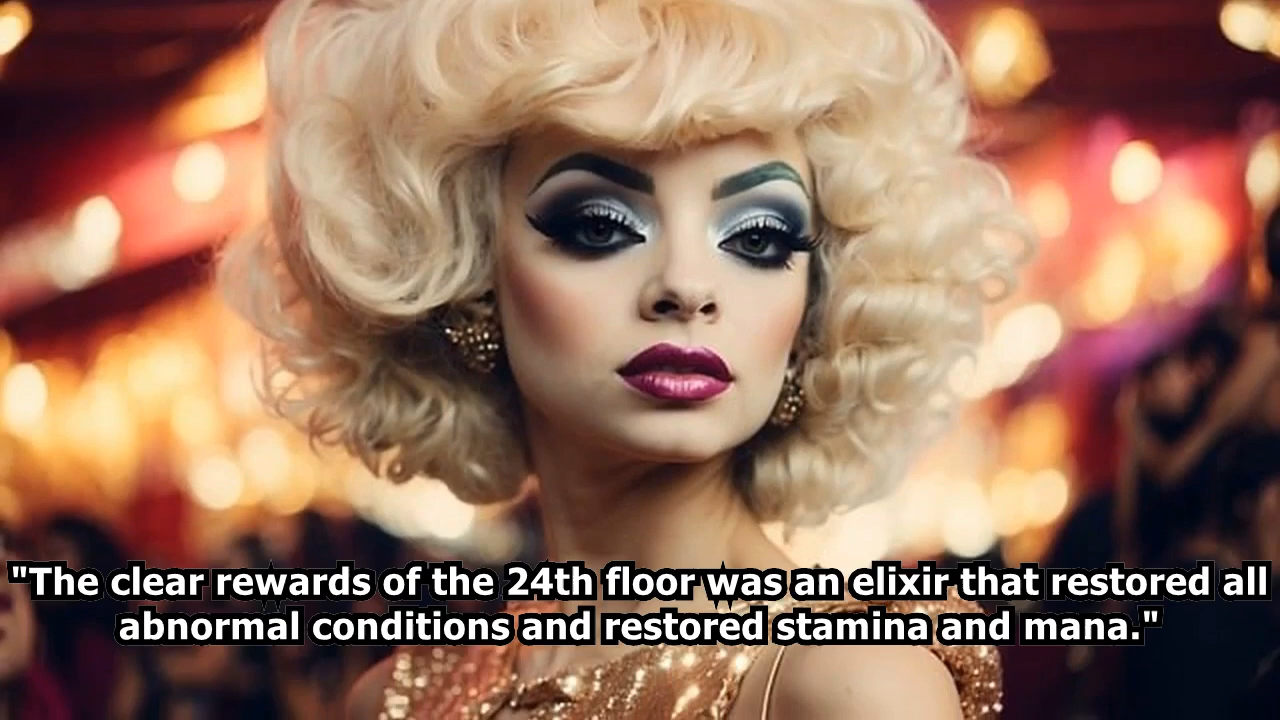 "The clear rewards of the 24th floor was an elixir that restored all
abnormal conditions and restored stamina and mana."